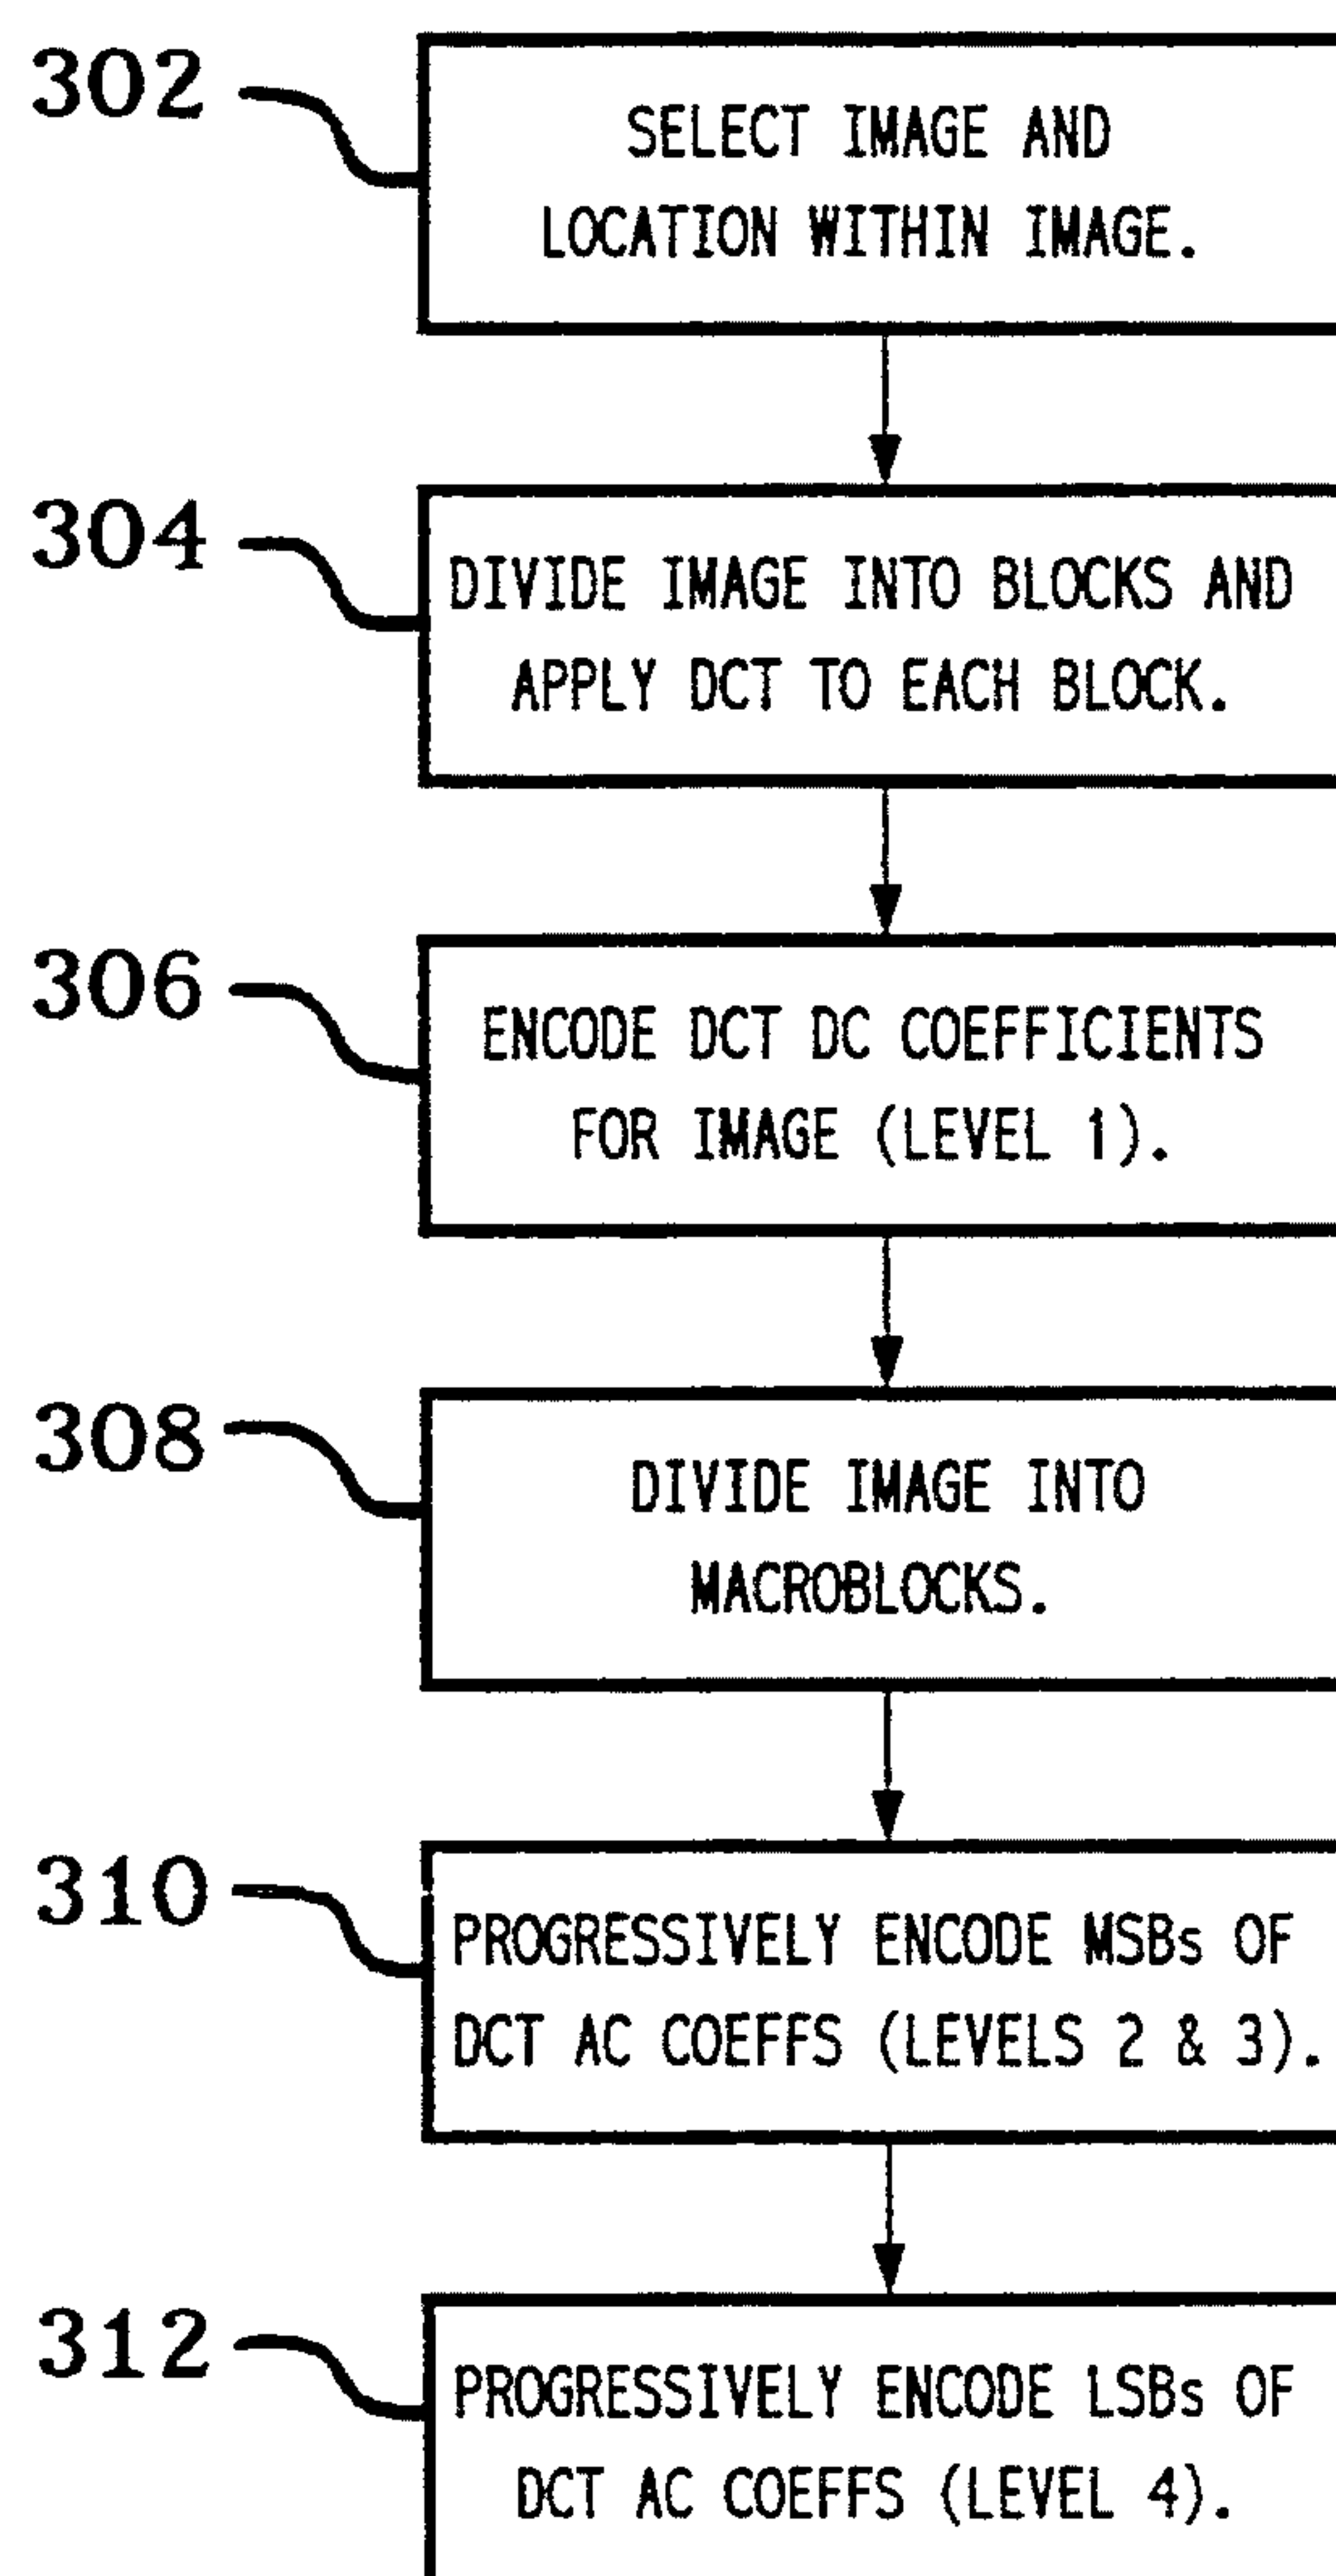 302
SELECT IMAGE AND
LOCATION WITHIN IMAGE.
304
DIVIDE IMAGE INTO BLOCKS AND
APPLY DCT TO EACH BLOCK.
306
ENCODE DCT DC COEFFICIENTS
FOR IMAGE (LEVEL 1).
308
DIVIDE IMAGE INTO
MACROBLOCKS.
310
PROGRESSIVELY ENCODE MSBs OF
DCT AC COEFFS (LEVELS 2 & 3).
312
PROGRESSIVELY ENCODE LSBs OF
DCT AC COEFFS (LEVEL 4).